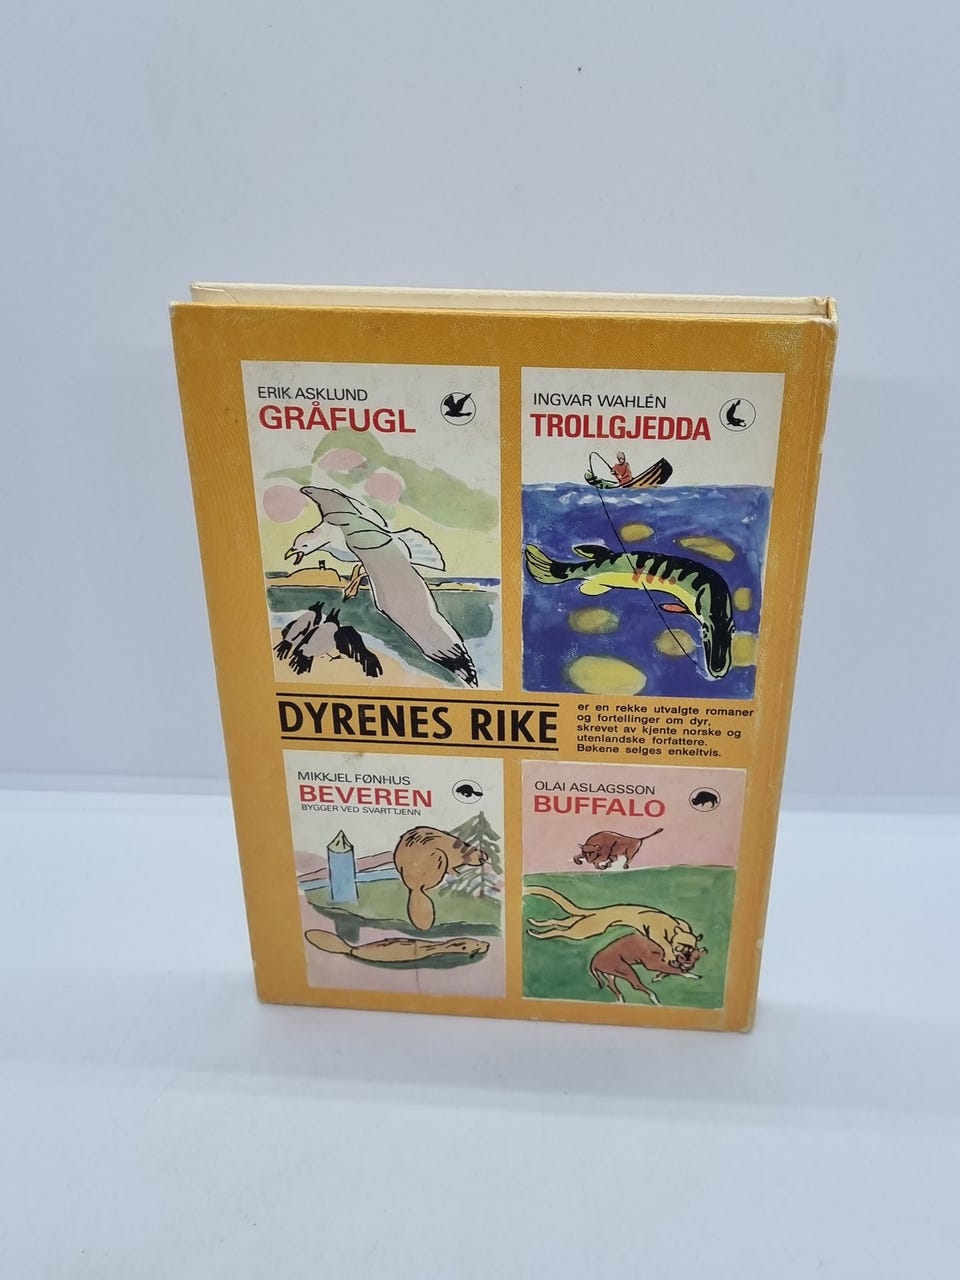 ERIK ASKLUND
GRÅFUGL
INGVAR WAHLÉN
TROLLGJEDDA
DYRENES RIKE
er en rekke utvalgte romaner
og fortellinger om dyr,
skrevet av kjente norske og
utenlandske forfattere.
Bøkene selges enkeltvis.
MIKKJEL FØNHUS
BEVEREN
BYGGER VED SVARTTJENN
OLAI ASLAGSSON
BUFFALO